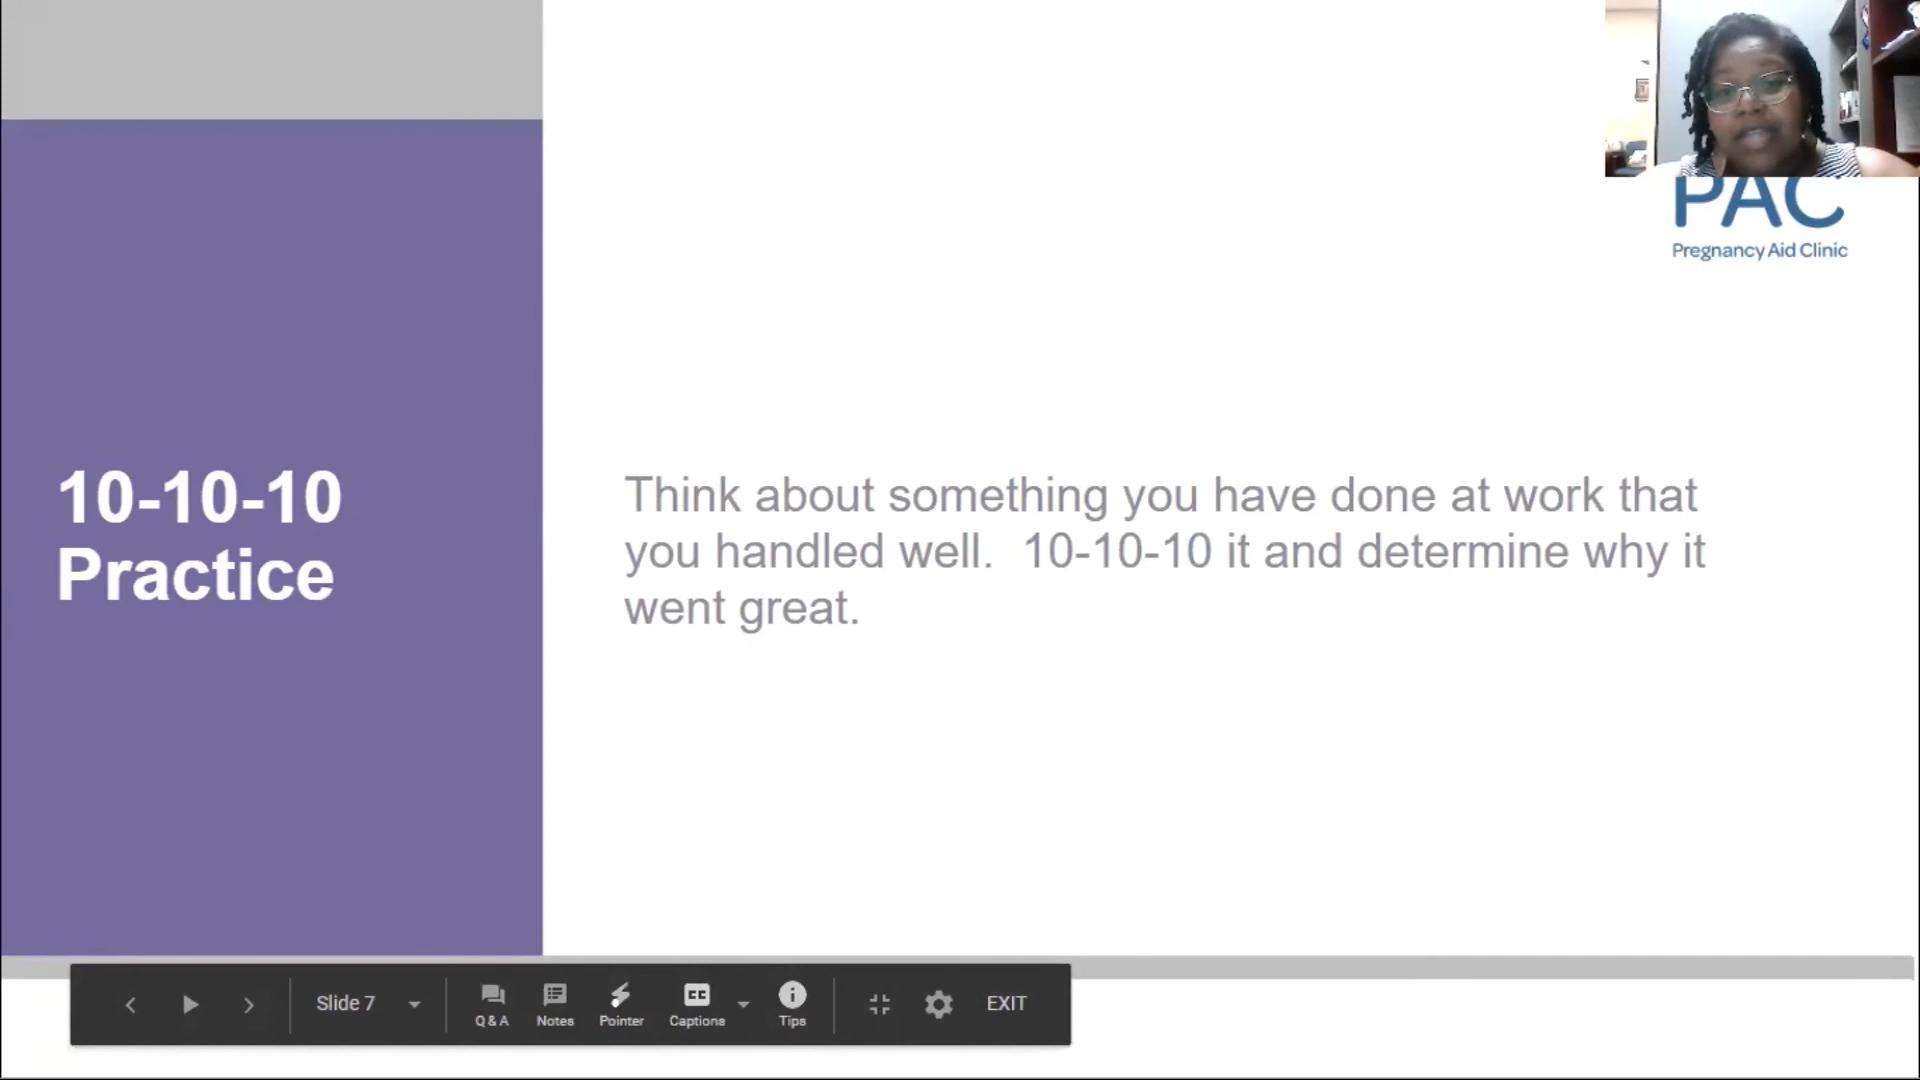 PAC
Pregnancy Aid Clinic
10-10-10
Practice
Think about something you have done at work that
you handled well.  10-10-10 it and determine why it
went great.
Slide 7
Q & A
Notes
Pointer
CC
Captions
Tips
EXIT